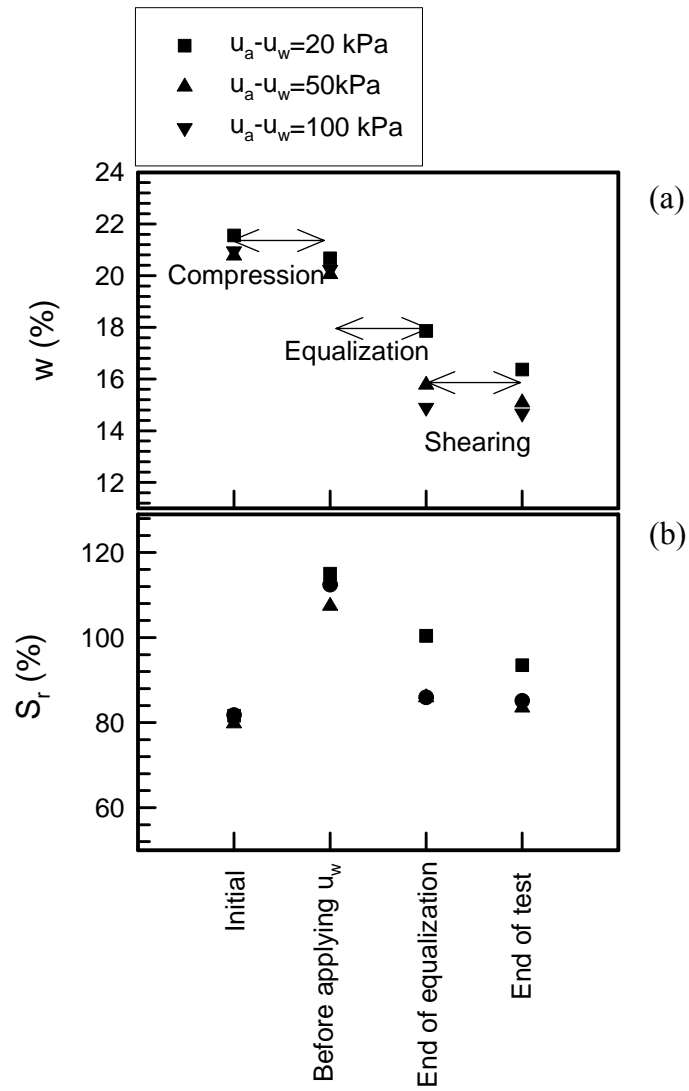 u_a-u_w=20 kPa
u_a-u_w=50kPa
u_a-u_w=100 kPa
(a)
24
22
20
18
16
14
12
w (%)
Compression
Equalization
Shearing
(b)
120
100
80
60
S_r (%)
Initial
Before applying u_w
End of equalization
End of test